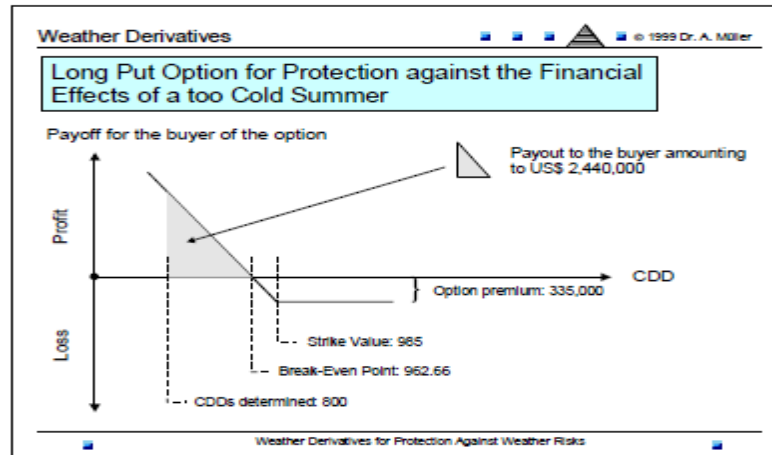 Weather Derivatives
© 1999 Dr. A. Müller
Long Put Option for Protection against the Financial
Effects of a too Cold Summer
Payoff for the buyer of the option
Payout to the buyer amounting
to US$ 2,440,000
Profit
CDD
Option premium: 335,000
Loss
Strike Value: 985
Break-Even Point: 962.66
CDDs determined: 800
Weather Derivatives for Protection Against Weather Risks